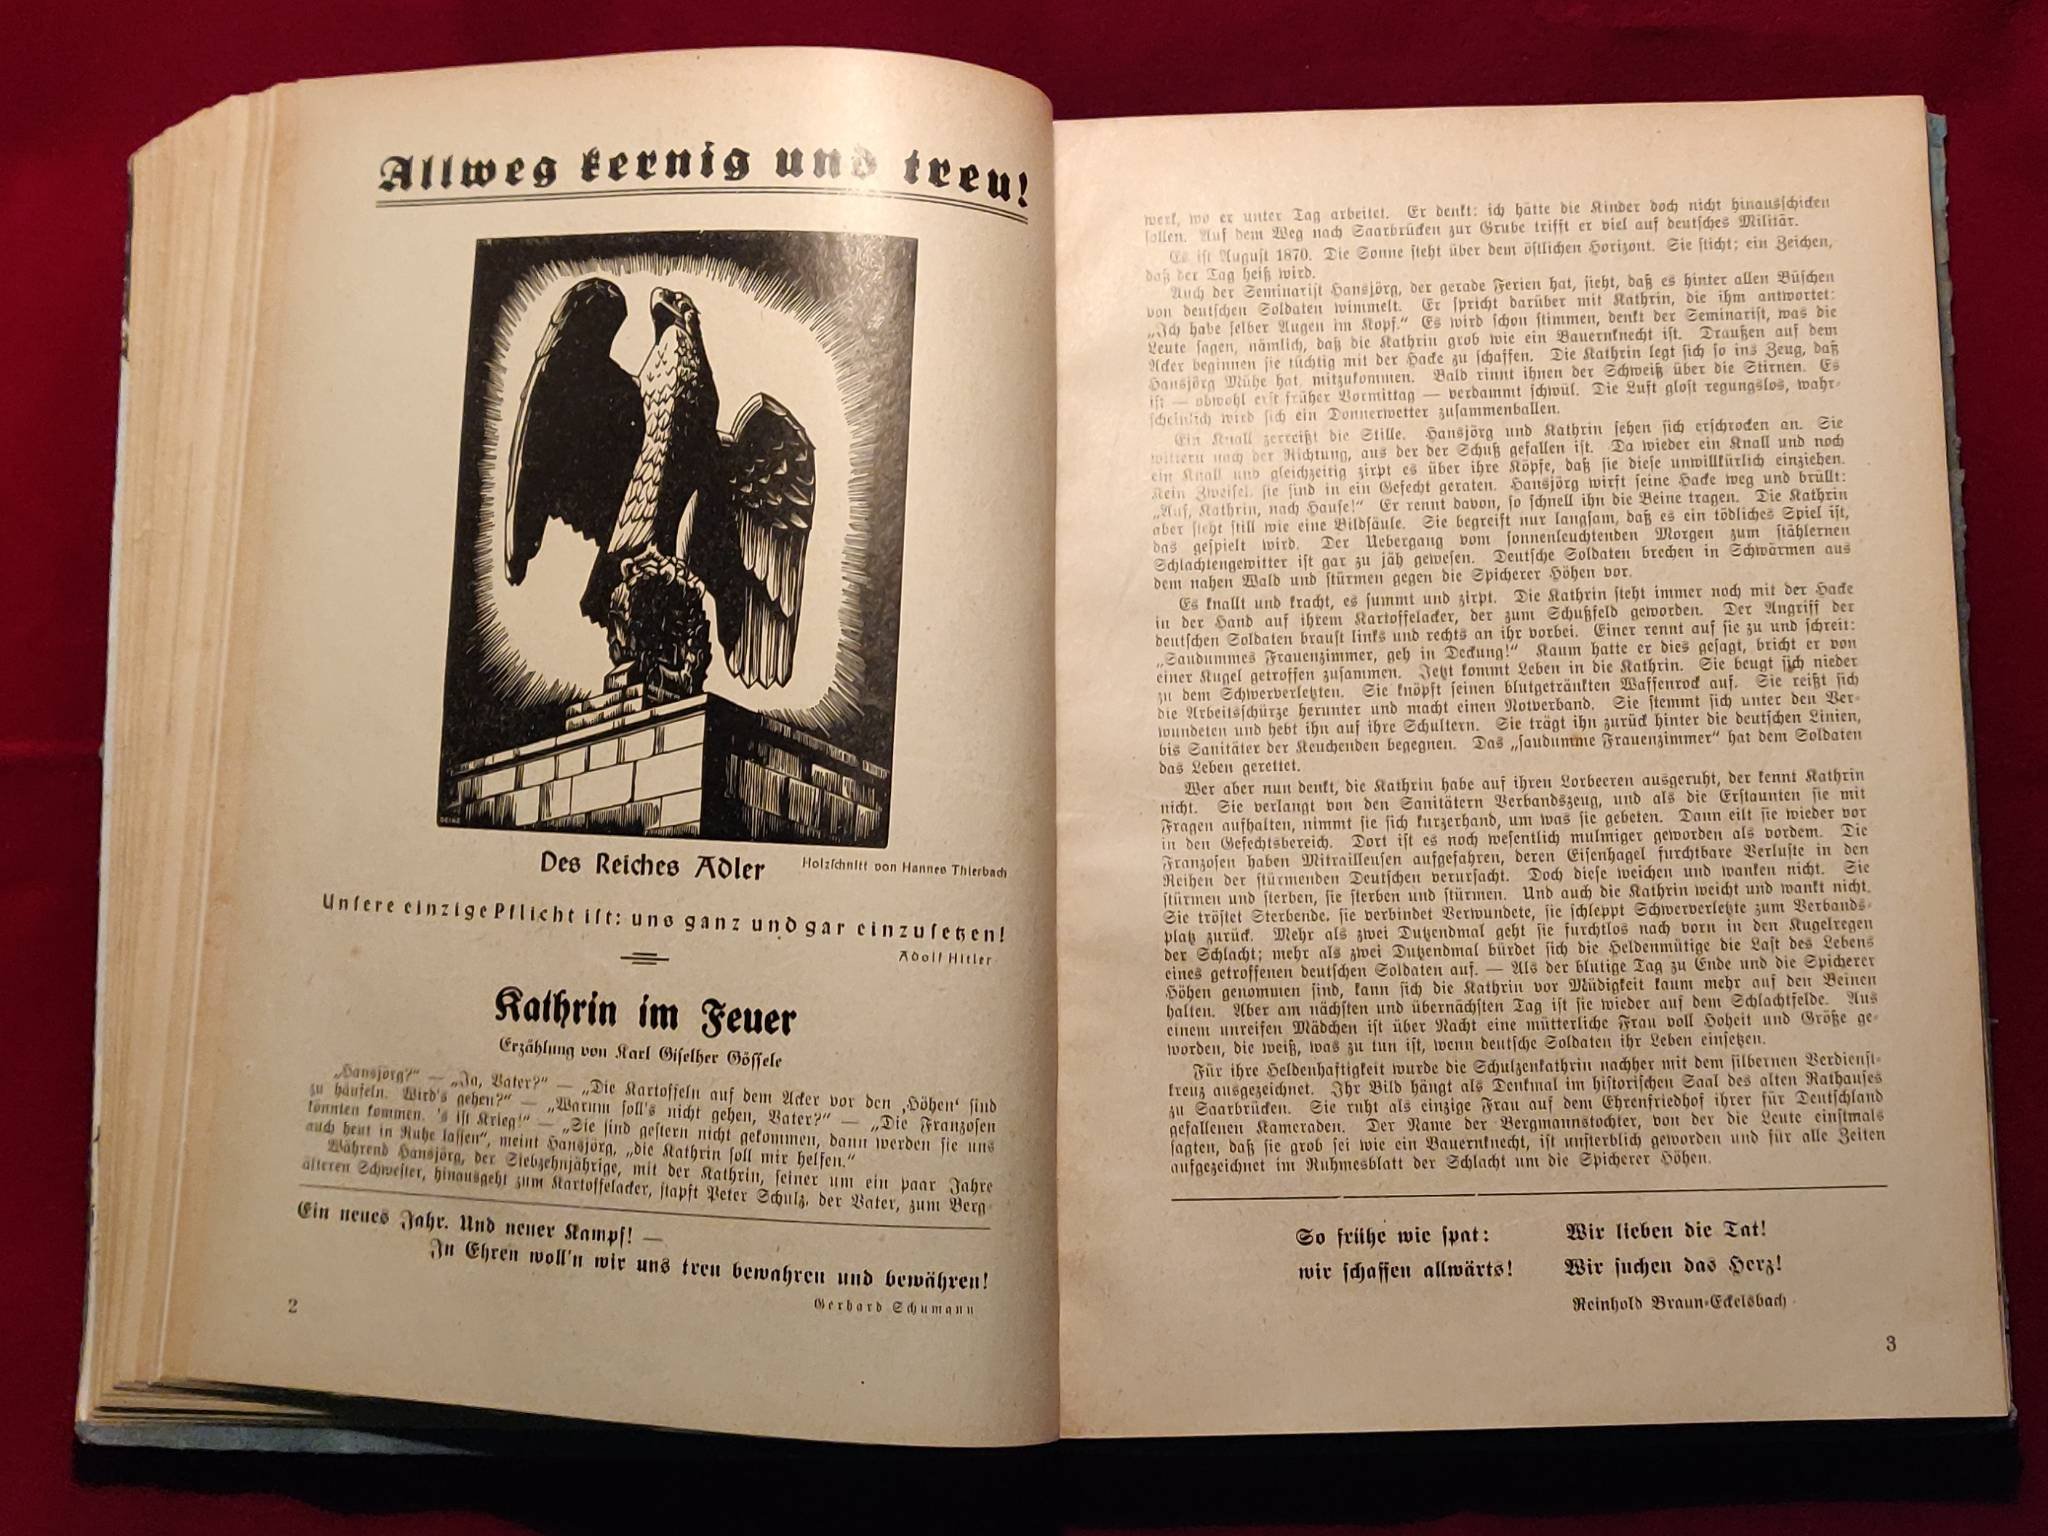 Allweg kernig und treu!
DEIKE
Des Reiches Adler
Holzschnitt von Hannes Thierbach
Unsere einzige Pflicht ist: uns ganz und gar einzusetzen!
Adolf Hitler
Kathrin im Feuer
Erzählung von Karl Giselher Gössele
„Hansjörg?“ — „Ja, Vater?“ — „Die Kartoffeln auf dem Acker vor den ‚Höhen‘ sind
zu häufeln. Wird's gehen?“ — „Warum soll's nicht gehen, Vater?“ — „Die Franzosen
könnten kommen. 's ist Krieg!“ — „Sie sind gestern nicht gekommen, dann werden sie uns
auch heut in Ruhe lassen“, meint Hansjörg, „die Kathrin soll mir helfen.“
Während Hansjörg, der Siebzehnjährige, mit der Kathrin, seiner um ein paar Jahre
älteren Schwester, hinausgeht zum Kartoffelacker, stapft Peter Schulz, der Vater, zum Berg-
Ein neues Jahr. Und neuer Kampf! —
In Ehren woll'n wir uns treu bewahren und bewähren!
Gerhard Schumann
2
werk, wo er unter Tag arbeitet. Er denkt: ich hätte die Kinder doch nicht hinausschicken
sollen. Auf dem Weg nach Saarbrücken zur Grube trifft er viel auf deutsches Militär.
Es ist August 1870. Die Sonne steht über dem östlichen Horizont. Sie sticht; ein Zeichen,
daß der Tag heiß wird.
Auch der Seminarist Hansjörg, der gerade Ferien hat, sieht, daß es hinter allen Büschen
von deutschen Soldaten wimmelt. Er spricht darüber mit Kathrin, die ihm antwortet:
„Ich habe selber Augen im Kopf.“ Es wird schon stimmen, denkt der Seminarist, was die
Leute sagen, nämlich, daß die Kathrin grob wie ein Bauernknecht ist. Draußen auf dem
Acker beginnen sie tüchtig mit der Hacke zu schaffen. Die Kathrin legt sich so ins Zeug, daß
Hansjörg Mühe hat, mitzukommen. Bald rinnt ihnen der Schweiß über die Stirnen. Es
ist — obwohl erst früher Vormittag — verdammt schwül. Die Luft glost regungslos, wahr-
scheinlich wird sich ein Donnerwetter zusammenballen.
Ein Knall zerreißt die Stille. Hansjörg und Kathrin sehen sich erschrocken an. Sie
wittern nach der Richtung, aus der der Schuß gefallen ist. Da wieder ein Knall und noch
ein Knall und gleichzeitig zirpt es über ihre Köpfe, daß sie diese unwillkürlich einziehen.
Kein Zweifel, sie sind in ein Gefecht geraten. Hansjörg wirft seine Hacke weg und brüllt:
„Auf, Kathrin, nach Hause!“ Er rennt davon, so schnell ihn die Beine tragen. Die Kathrin
aber steht still wie eine Bildsäule. Sie begreift nur langsam, daß es ein tödliches Spiel ist,
das gespielt wird. Der Uebergang vom sonnenleuchtenden Morgen zum stählernen
Schlachtengewitter ist gar zu jäh gewesen. Deutsche Soldaten brechen in Schwärmen aus
dem nahen Wald und stürmen gegen die Spicherer Höhen vor.
Es knallt und kracht, es summt und zirpt. Die Kathrin steht immer noch mit der Hacke
in der Hand auf ihrem Kartoffelacker, der zum Schußfeld geworden. Der Angriff der
deutschen Soldaten braust links und rechts an ihr vorbei. Einer rennt auf sie zu und schreit:
„Saudummes Frauenzimmer, geh in Deckung!“ Kaum hatte er dies gesagt, bricht er von
einer Kugel getroffen zusammen. Jetzt kommt Leben in die Kathrin. Sie beugt sich nieder
zu dem Schwerverletzten. Sie knöpft seinen blutgetränkten Waffenrock auf. Sie reißt sich
die Arbeitsschürze herunter und macht einen Notverband. Sie stemmt sich unter den Ver-
wundeten und hebt ihn auf ihre Schultern. Sie trägt ihn zurück hinter die deutschen Linien,
bis Sanitäter der Keuchenden begegnen. Das „saudumme Frauenzimmer“ hat dem Soldaten
das Leben gerettet.
Wer aber nun denkt, die Kathrin habe auf ihren Lorbeeren ausgeruht, der kennt Kathrin
nicht. Sie verlangt von den Sanitätern Verbandszeug, und als die Erstaunten sie mit
Fragen aufhalten, nimmt sie sich kurzerhand, um was sie gebeten. Dann eilt sie wieder vor
in den Gefechtsbereich. Dort ist es noch wesentlich mulmiger geworden als vordem. Die
Franzosen haben Mitrailleusen aufgefahren, deren Eisenhagel furchtbare Verluste in den
Reihen der stürmenden Deutschen verursacht. Doch diese weichen und wanken nicht. Sie
stürmen und sterben, sie sterben und stürmen. Und auch die Kathrin weicht und wankt nicht.
Sie tröstet Sterbende, sie verbindet Verwundete, sie schleppt Schwerverletzte zum Verbands-
platz zurück. Mehr als zwei Dutzendmal geht sie furchtlos nach vorn in den Kugelregen
der Schlacht; mehr als zwei Dutzendmal bürdet sich die Heldenmütige die Last des Lebens
eines getroffenen deutschen Soldaten auf. — Als der blutige Tag zu Ende und die Spicherer
Höhen genommen sind, kann sich die Kathrin vor Müdigkeit kaum mehr auf den Beinen
halten. Aber am nächsten und übernächsten Tag ist sie wieder auf dem Schlachtfelde. Aus
einem unreifen Mädchen ist über Nacht eine mütterliche Frau voll Hoheit und Größe ge-
worden, die weiß, was zu tun ist, wenn deutsche Soldaten ihr Leben einsetzen.
Für ihre Heldenhaftigkeit wurde die Schulzenkathrin nachher mit dem silbernen Verdienst-
kreuz ausgezeichnet. Ihr Bild hängt als Denkmal im historischen Saal des alten Rathauses
zu Saarbrücken. Sie ruht als einzige Frau auf dem Ehrenfriedhof ihrer für Deutschland
gefallenen Kameraden. Der Name der Bergmannstochter, von der die Leute einstmals
sagten, daß sie grob sei wie ein Bauernknecht, ist unsterblich geworden und für alle Zeiten
aufgezeichnet im Ruhmesblatt der Schlacht um die Spicherer Höhen.
So frühe wie spat:
wir schaffen allwärts!
Wir lieben die Tat!
Wir suchen das Herz!
Reinhold Braun-Eckelsbach
3